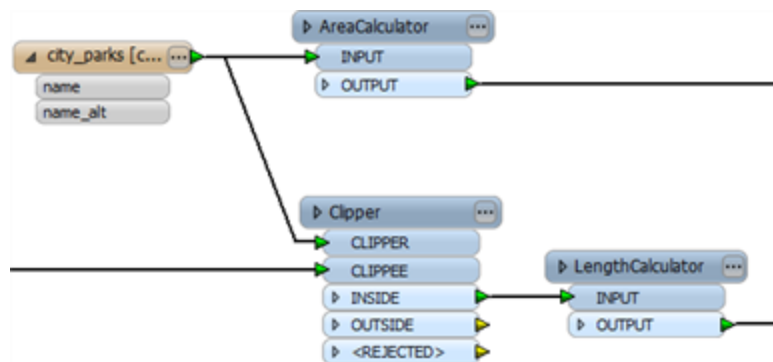 AreaCalculator
city_parks [c...
INPUT
name
OUTPUT
name_alt
Clipper
CLIPPER
CLIPPEE
LengthCalculator
INSIDE
INPUT
OUTSIDE
OUTPUT
<REJECTED>